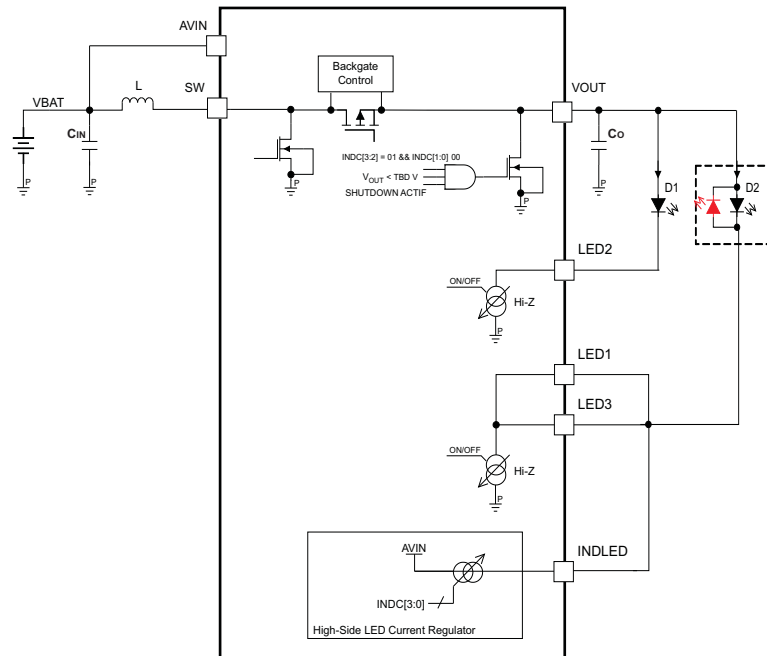 AVIN
L
SW
VBAT
CIN
P
P
Backgate
Control
P
INDC[3:2] = 01 && INDC[1:0] 00
VOUT < TBD V
SHUTDOWN ACTIF
P
VOUT
CO
P
D1
D2
LED2
ON/OFF
Hi-Z
P
LED1
LED3
ON/OFF
Hi-Z
P
INDLED
AVIN
INDC[3:0]
High-Side LED Current Regulator